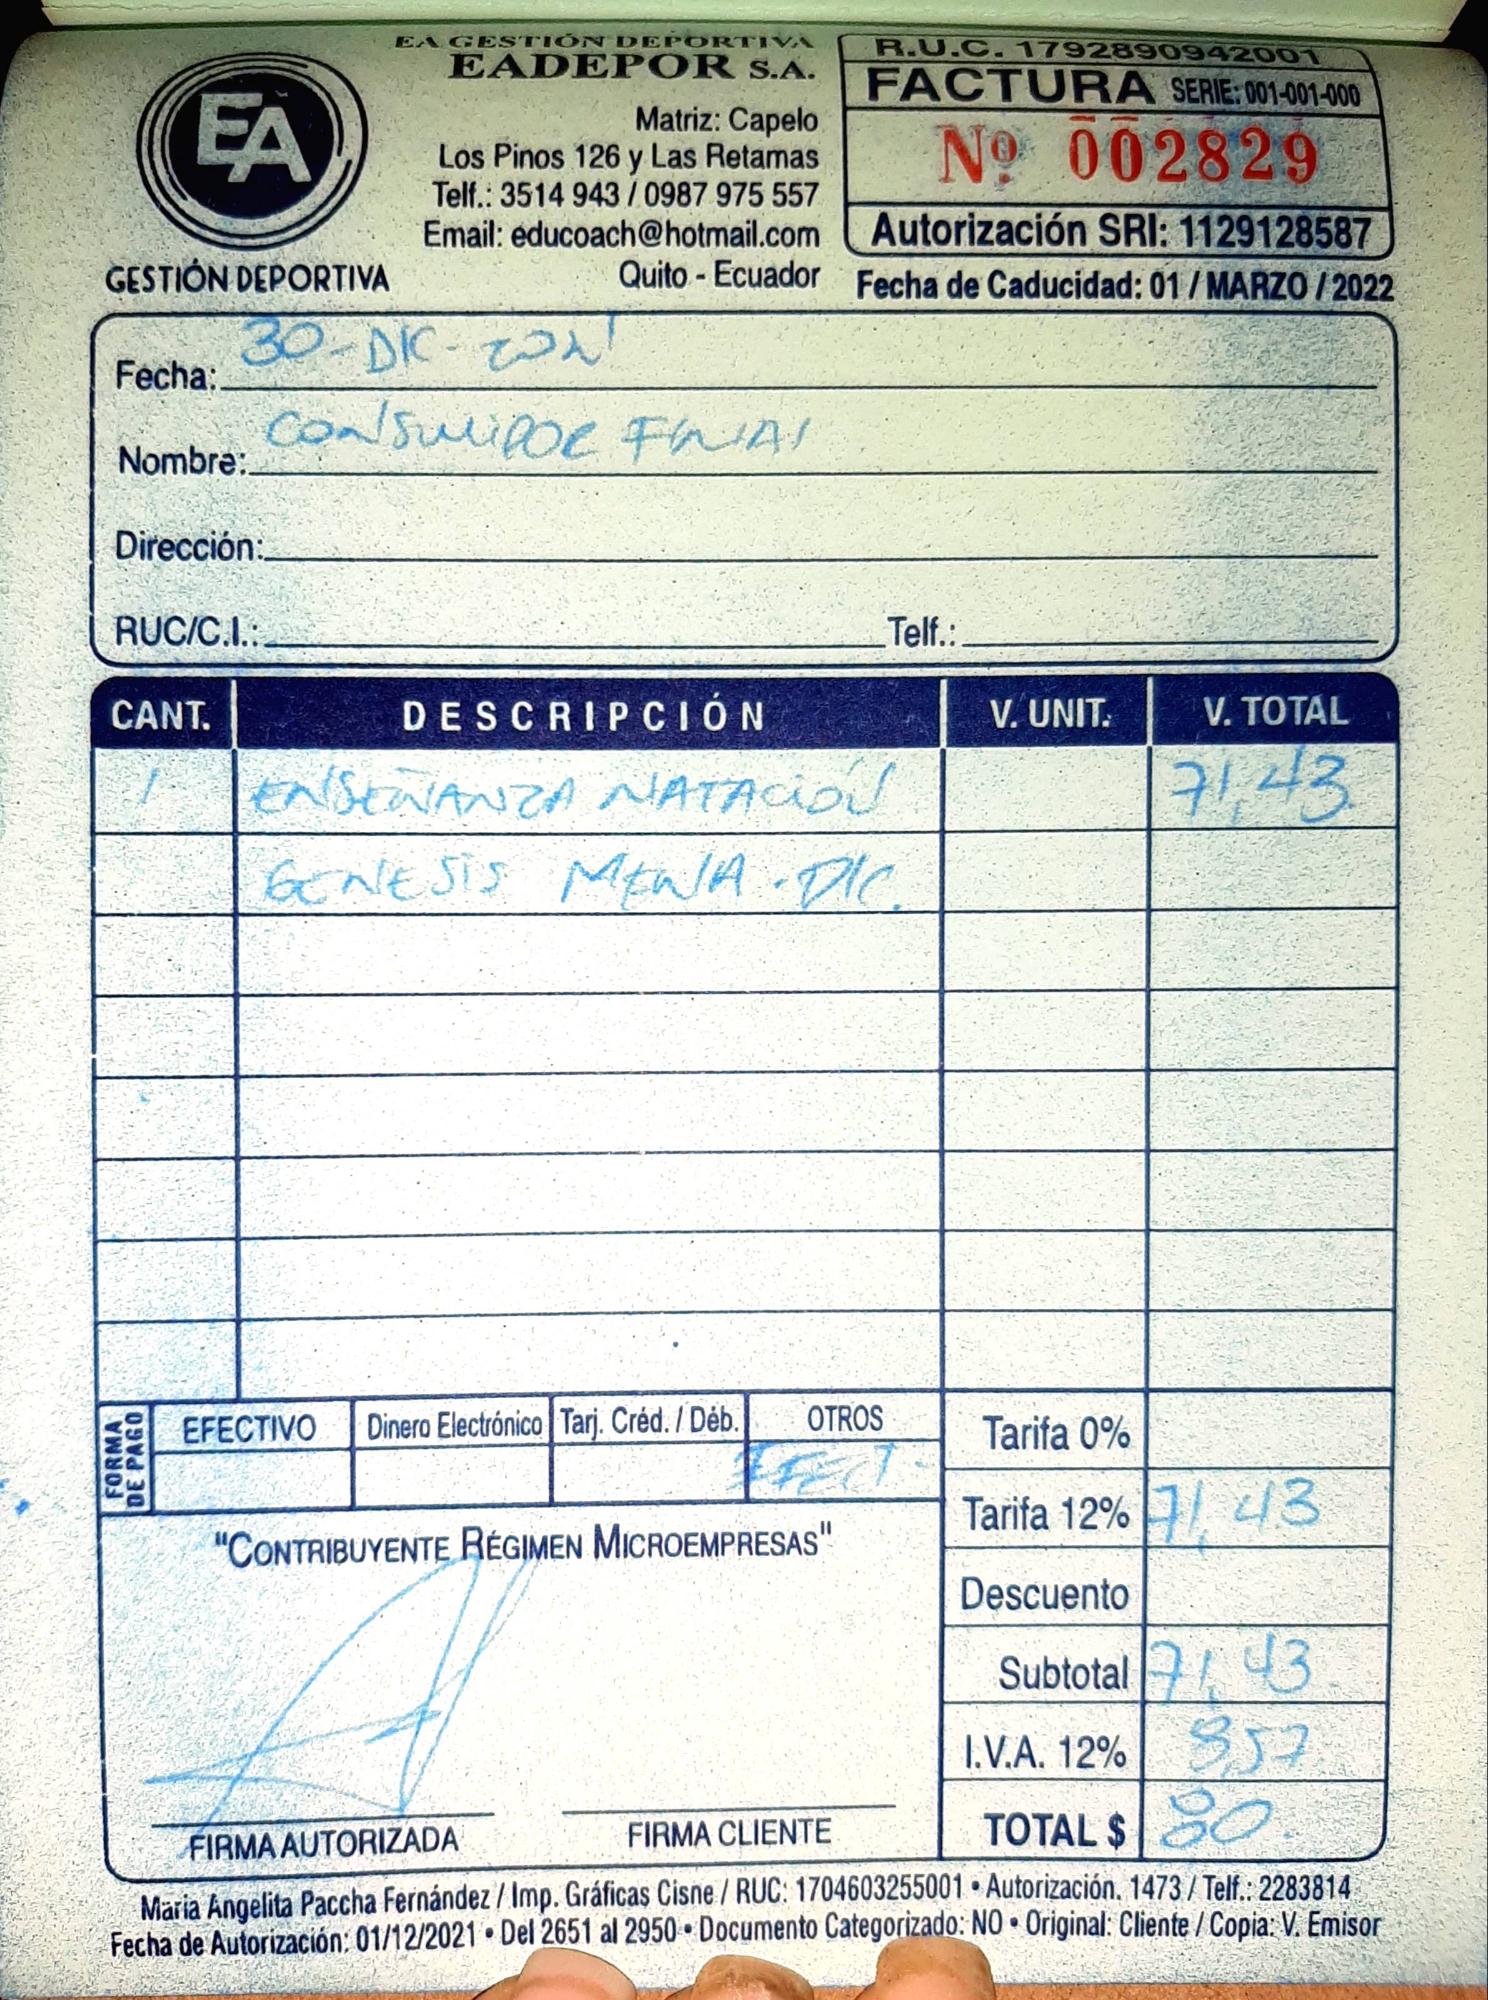 EA GESTIÓN DEPORTIVA
EADEPOR S.A.
EA
GESTIÓN DEPORTIVA
Matriz: Capelo
Los Pinos 126 y Las Retamas
Telf.: 3514 943 / 0987 975 557
Email: educoach@hotmail.com
Quito - Ecuador
R.U.C. 1792890942001
FACTURA SERIE: 001-001-000
Nº 002829
Autorización SRI: 1129128587
Fecha de Caducidad: 01 / MARZO / 2022
Fecha: 30-DIC-2021
Nombre: CONSUMIDOR FINAL
Dirección:
RUC/C.I.: Telf.:
CANT. DESCRIPCIÓN V. UNIT. V. TOTAL
1 ENSEÑANZA NATACIÓN 71,43
GENESIS MENA . DIC.
FORMA DE PAGO
EFECTIVO Dinero Electrónico Tarj. Créd. / Déb. OTROS
EFECT.
Tarifa 0%
Tarifa 12% 71,43
Descuento
Subtotal 71,43
I.V.A. 12% 8,57
TOTAL $ 80
"CONTRIBUYENTE RÉGIMEN MICROEMPRESAS"
FIRMA AUTORIZADA FIRMA CLIENTE
Maria Angelita Paccha Fernández / Imp. Gráficas Cisne / RUC: 1704603255001 • Autorización. 1473 / Telf.: 2283814
Fecha de Autorización: 01/12/2021 • Del 2651 al 2950 • Documento Categorizado: NO • Original: Cliente / Copia: V. Emisor